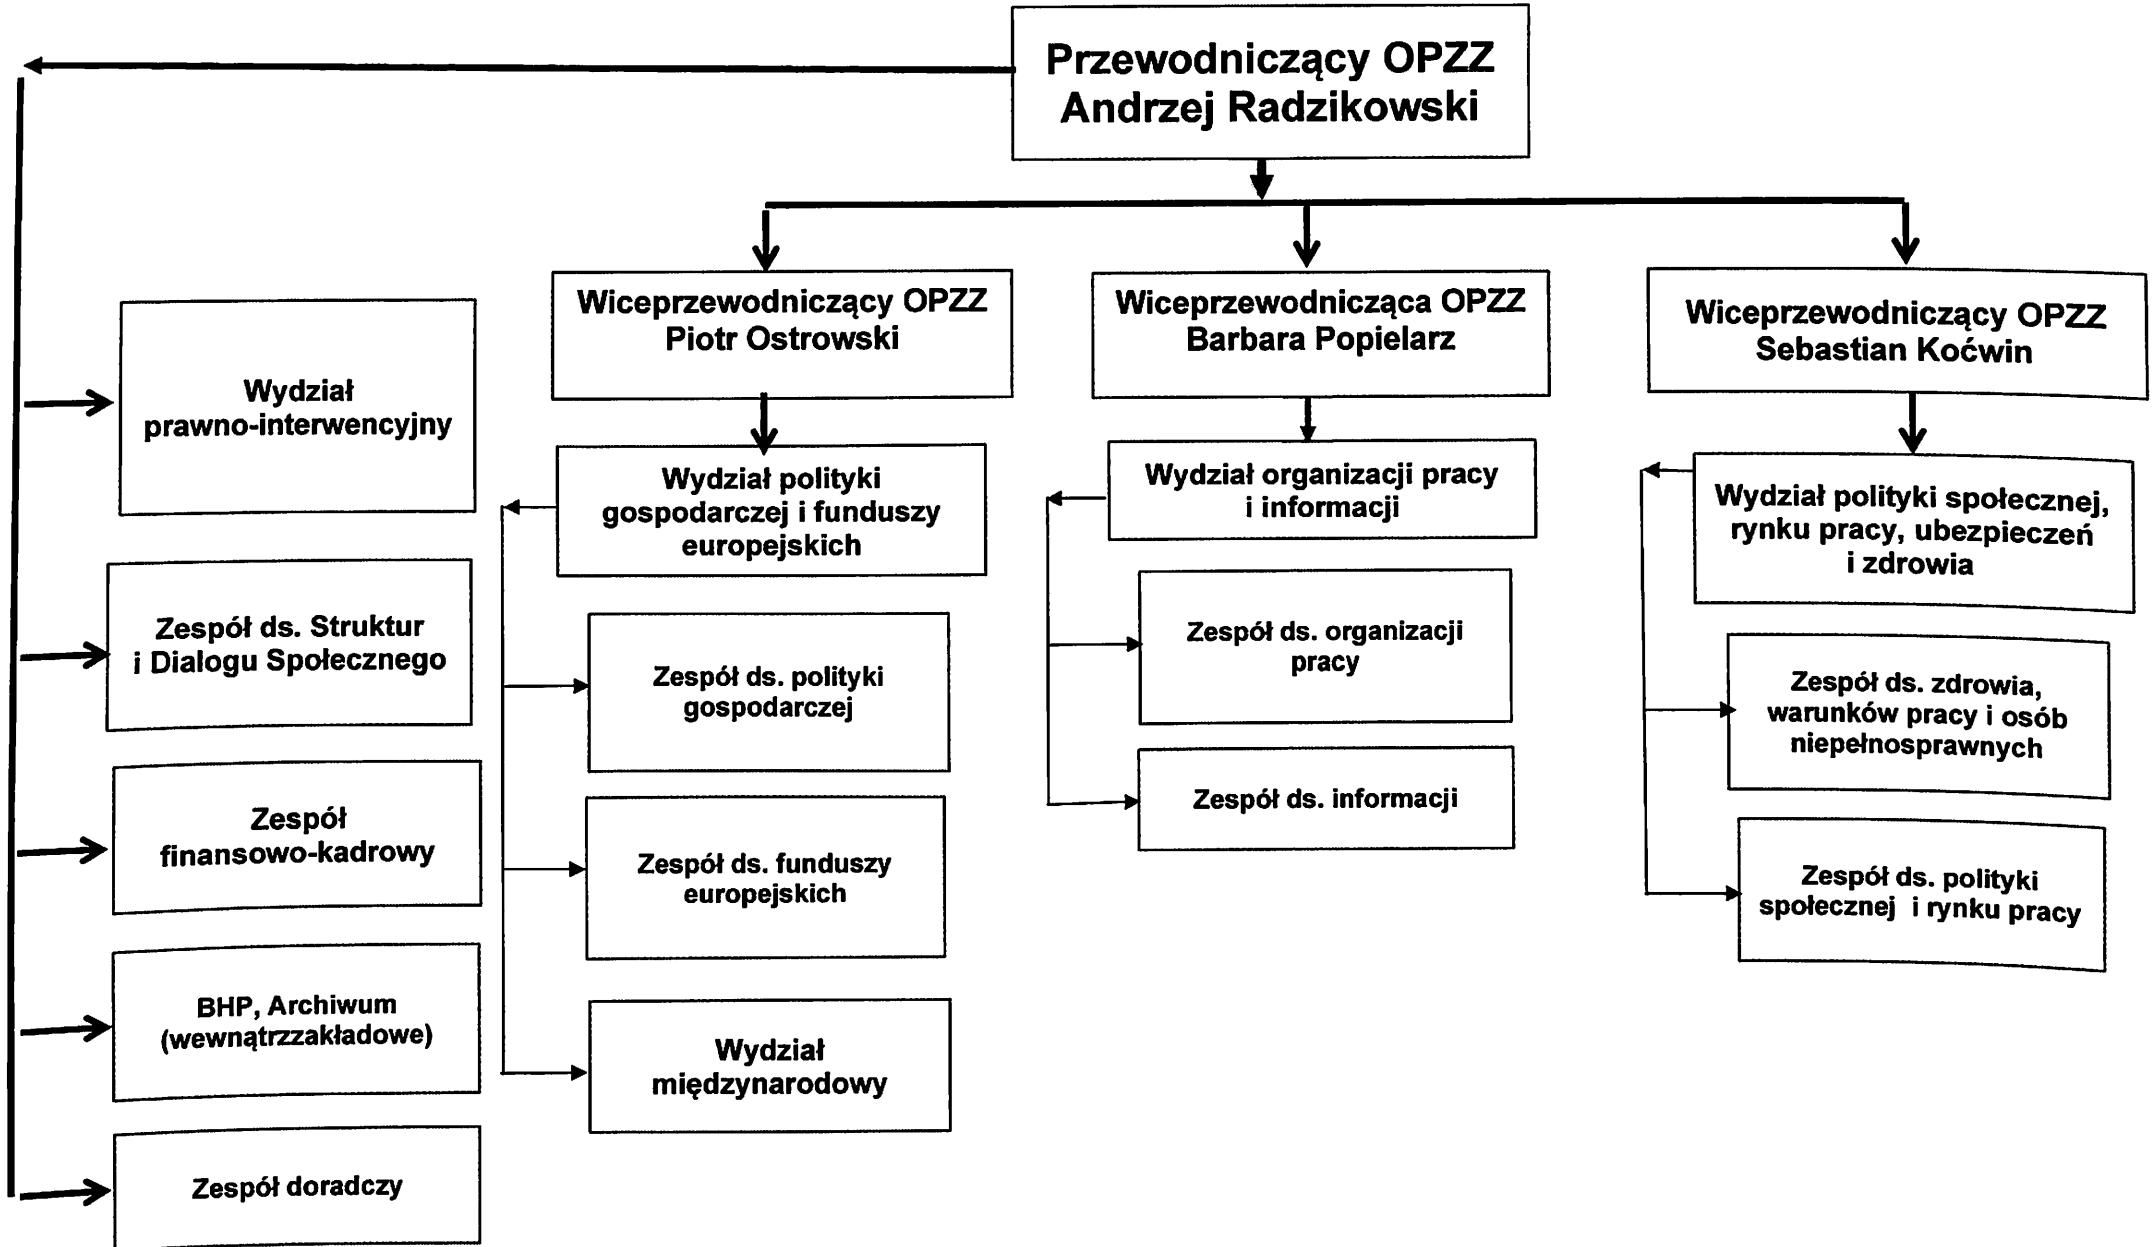 Przewodniczący OPZZ
Andrzej Radzikowski
Wiceprzewodniczący OPZZ
Piotr Ostrowski
Wiceprzewodnicząca OPZZ
Barbara Popielarz
Wiceprzewodniczący OPZZ
Sebastian Koćwin
Wydział
prawno-interwencyjny
Zespół ds. Struktur
i Dialogu Społecznego
Zespół
finansowo-kadrowy
BHP, Archiwum
(wewnątrzzakładowe)
Zespół doradczy
Wydział polityki
gospodarczej i funduszy
europejskich
Zespół ds. polityki
gospodarczej
Zespół ds. funduszy
europejskich
Wydział
międzynarodowy
Wydział organizacji pracy
i informacji
Zespół ds. organizacji
pracy
Zespół ds. informacji
Wydział polityki społecznej,
rynku pracy, ubezpieczeń
i zdrowia
Zespół ds. zdrowia,
warunków pracy i osób
niepełnosprawnych
Zespół ds. polityki
społecznej i rynku pracy